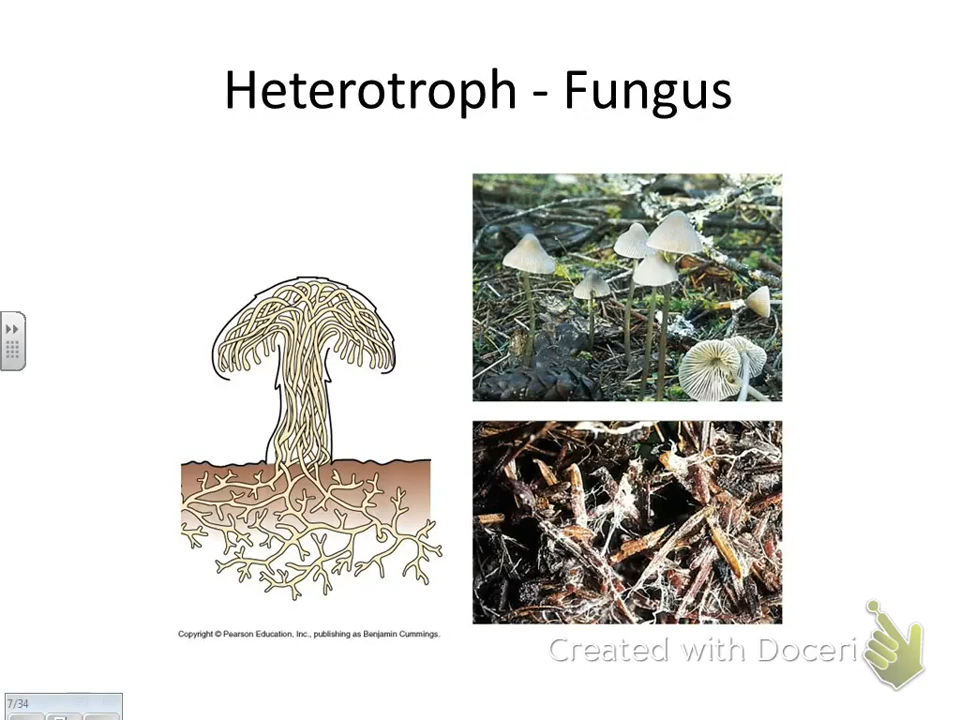 Heterotroph - Fungus
Copyright © Pearson Education, Inc., publishing as Benjamin Cummings.
Created with Doceri
7/34